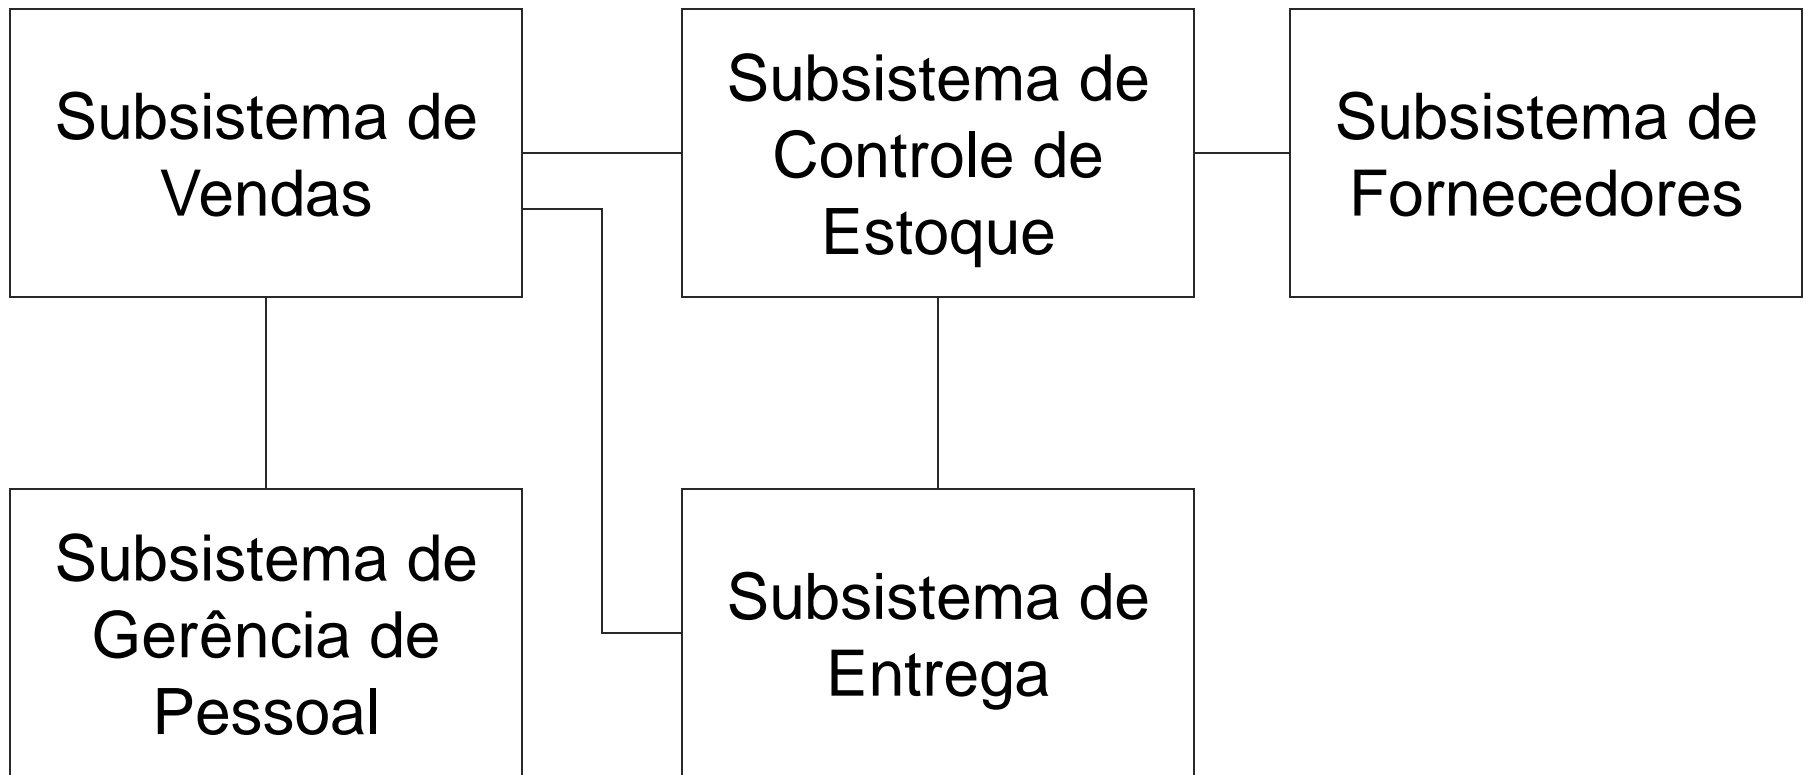 Subsistema de
Vendas
Subsistema de
Controle de
Estoque
Subsistema de
Fornecedores
Subsistema de
Gerência de
Pessoal
Subsistema de
Entrega